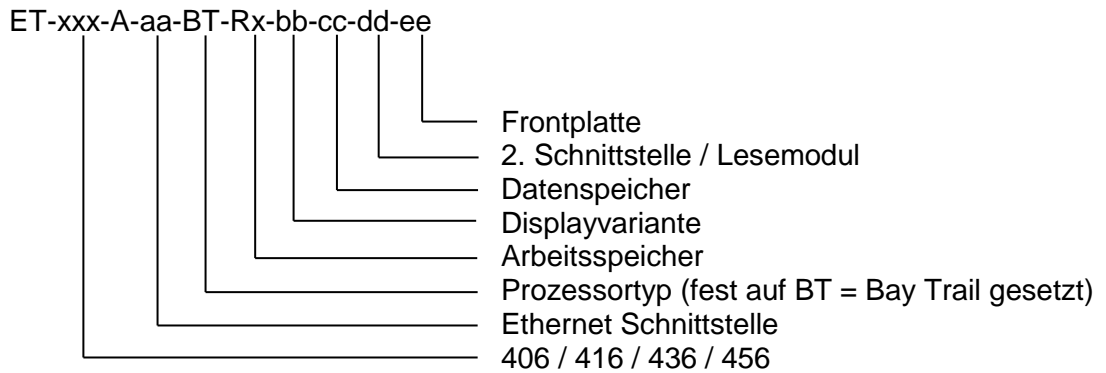 ET-xxx-A-aa-BT-Rx-bb-cc-dd-ee
Frontplatte
2. Schnittstelle / Lesemodul
Datenspeicher
Displayvariante
Arbeitsspeicher
Prozessortyp (fest auf BT = Bay Trail gesetzt)
Ethernet Schnittstelle
406 / 416 / 436 / 456